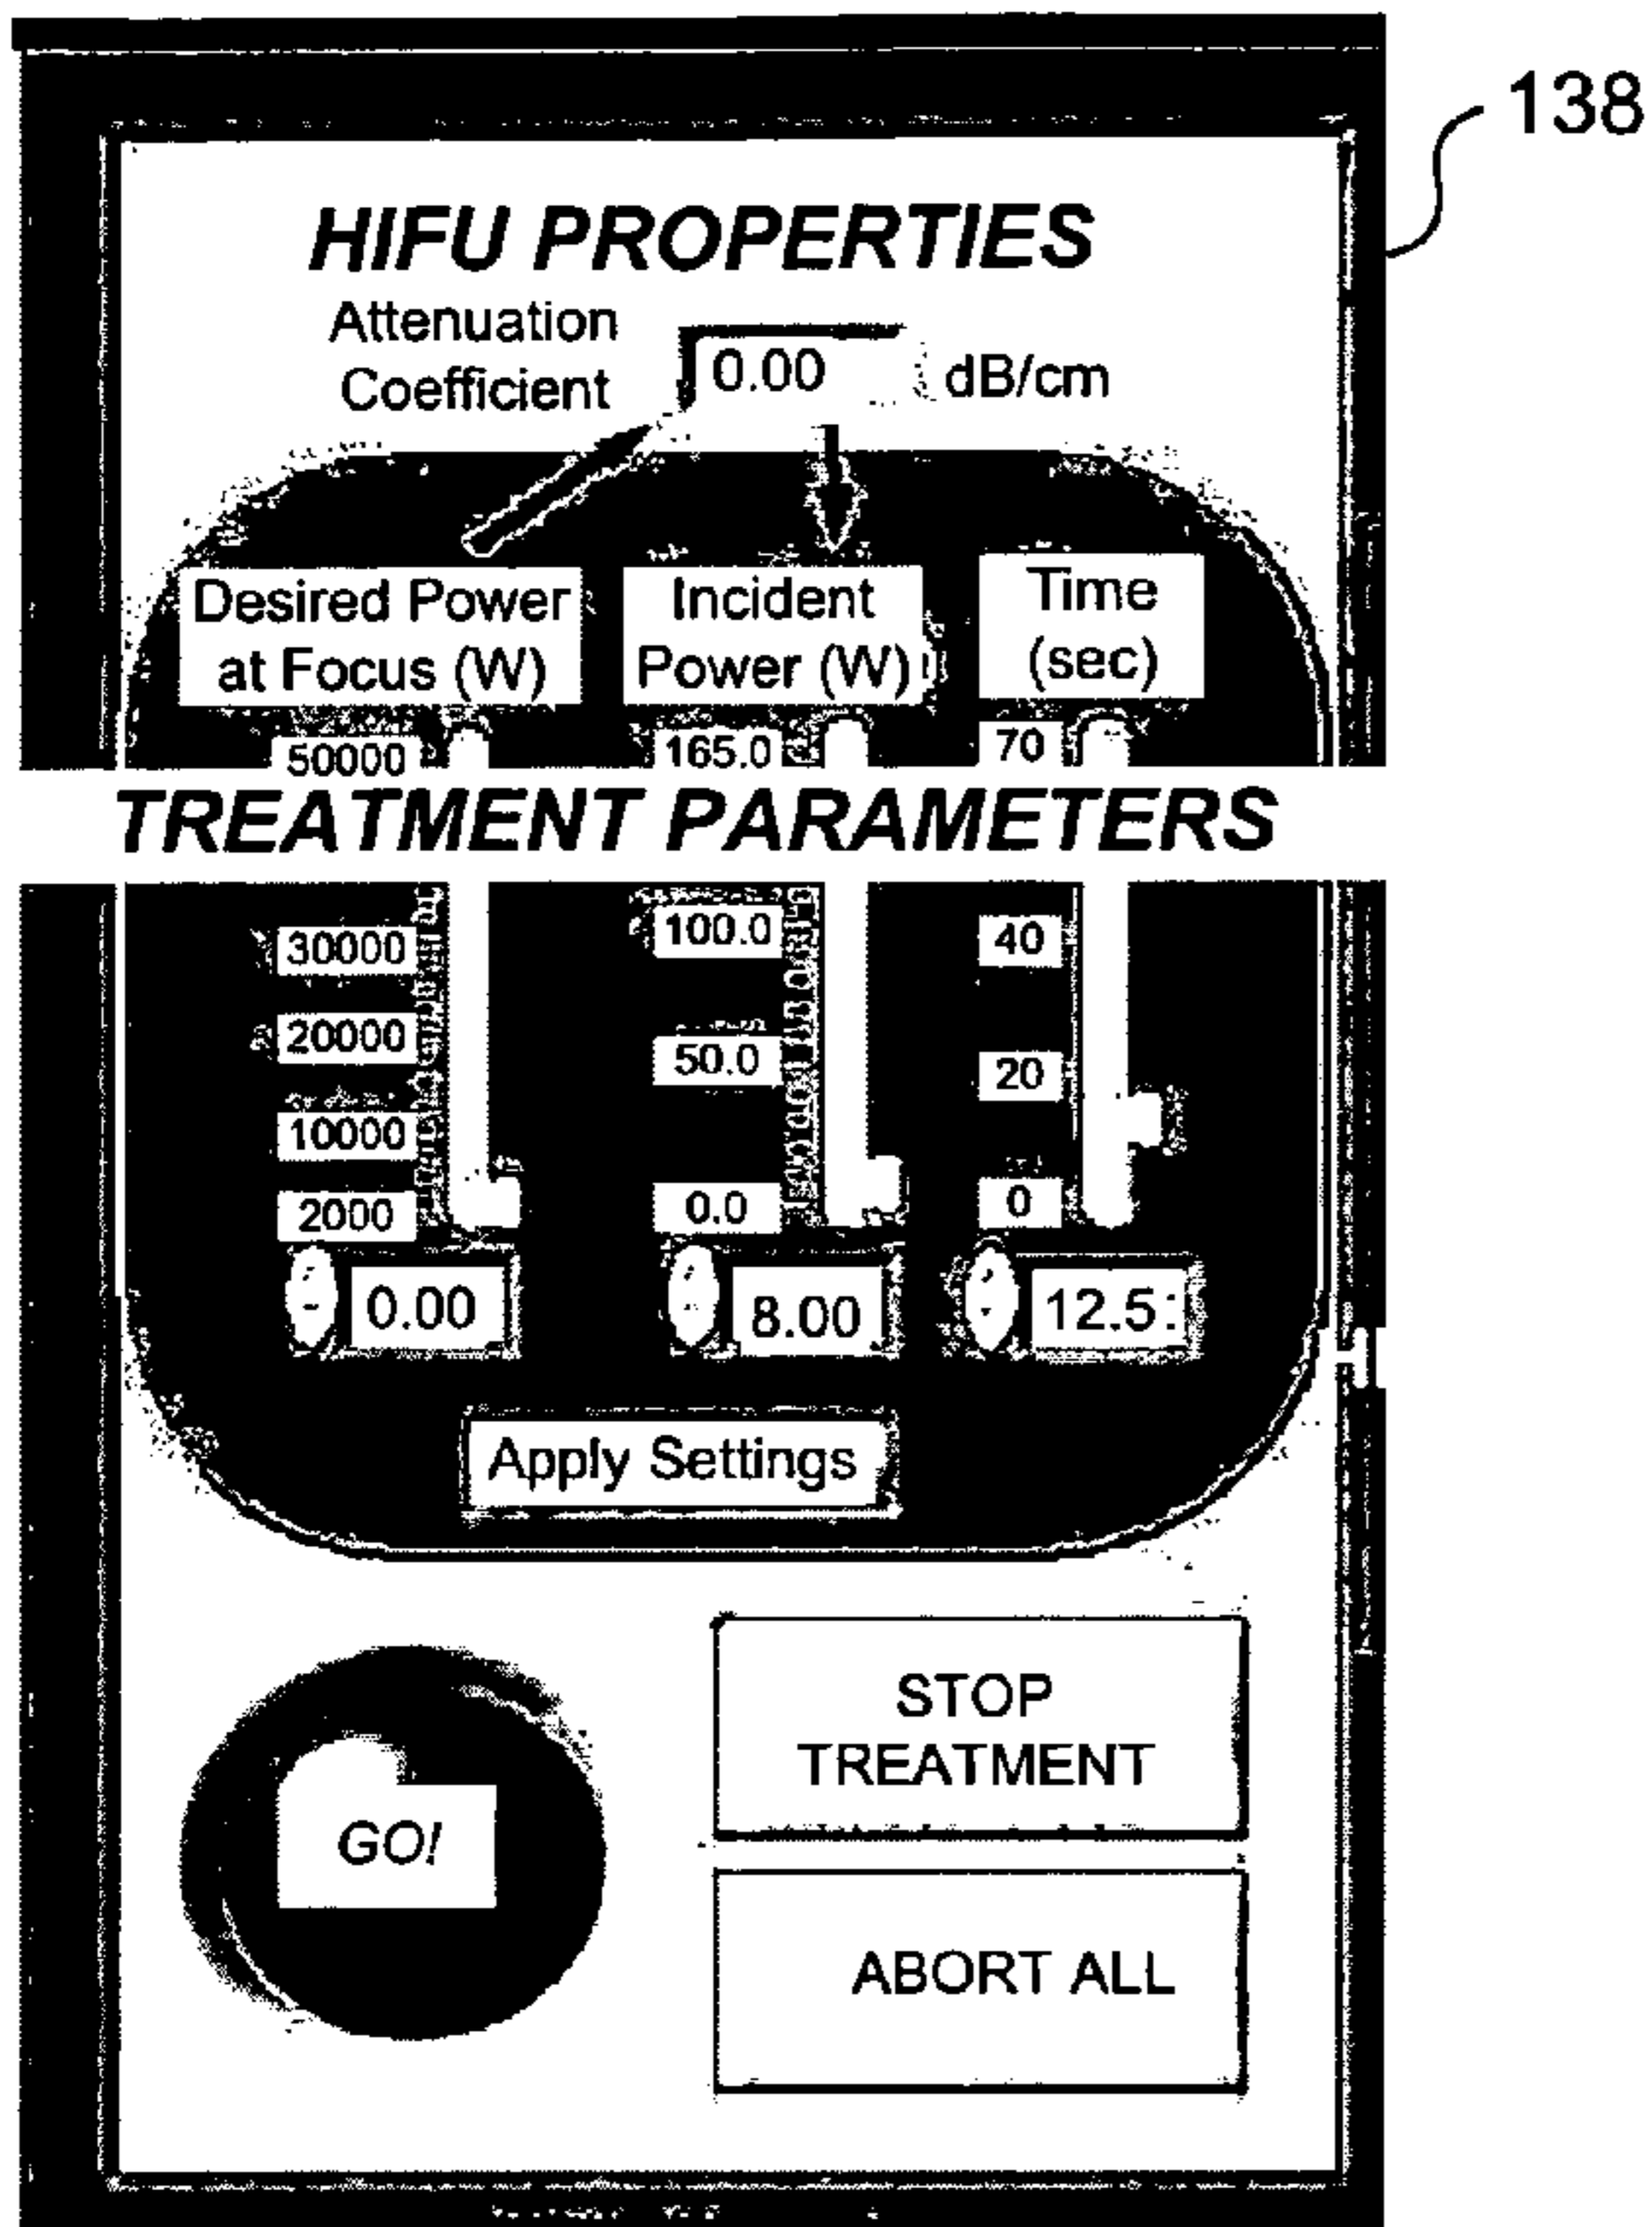 138
HIFU PROPERTIES
Attenuation
Coefficient
0.00 dB/cm
Desired Power
at Focus (W)
Incident
Power (W)
Time
(sec)
50000 165.0 70
TREATMENT PARAMETERS
30000 100.0 40
20000 50.0 20
10000
2000 0.0 0
0.00 8.00 12.5
Apply Settings
GO!
STOP
TREATMENT
ABORT ALL